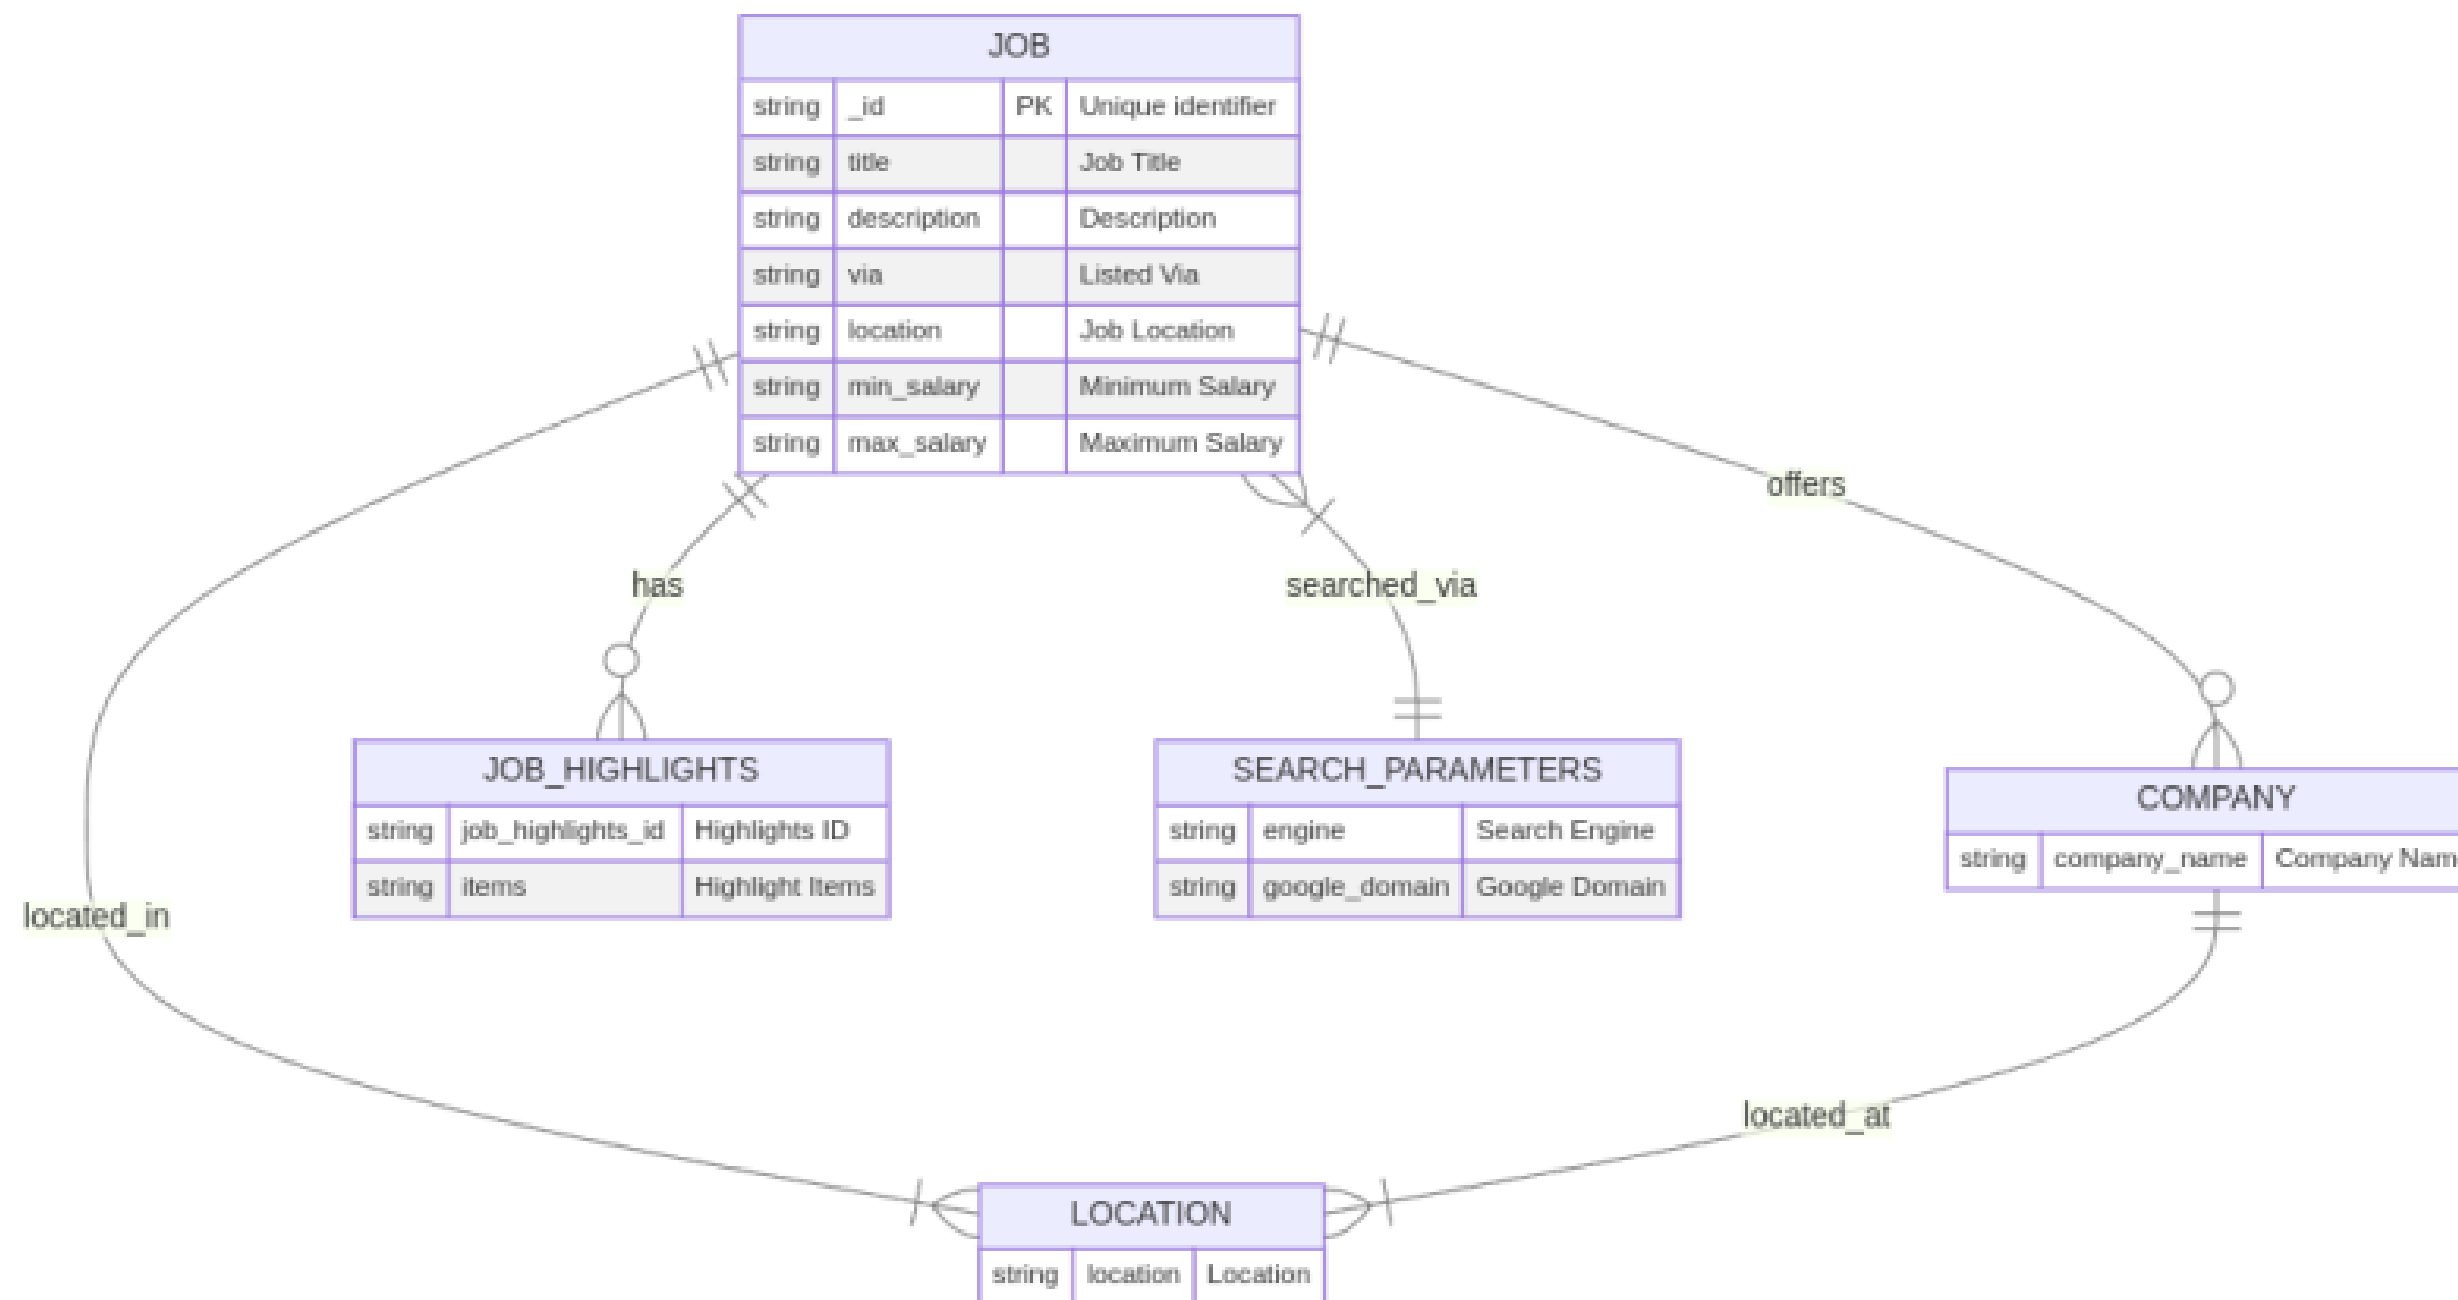 JOB
string _id PK Unique identifier
string title Job Title
string description Description
string via Listed Via
string location Job Location
string min_salary Minimum Salary
string max_salary Maximum Salary
offers
has
searched_via
JOB_HIGHLIGHTS
string job_highlights_id Highlights ID
string items Highlight Items
SEARCH_PARAMETERS
string engine Search Engine
string google_domain Google Domain
COMPANY
string company_name Company Nam
located_in
located_at
LOCATION
string location Location